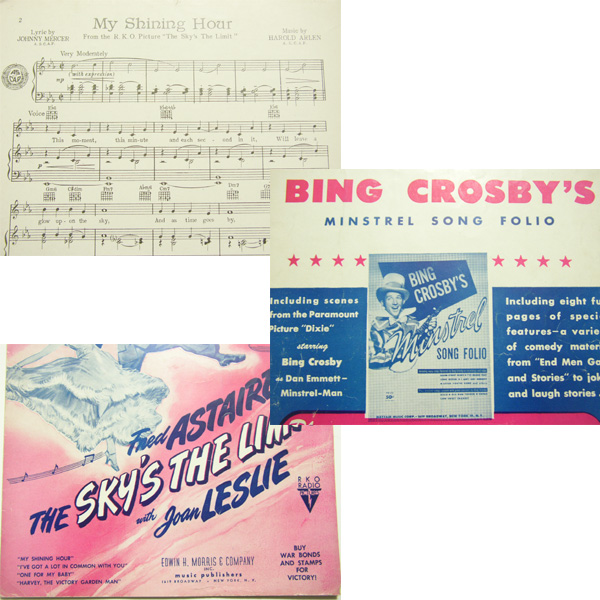 2
My Shining Hour
Lyric by
JOHNNY MERCER
A.S.C.A.P.
From the R.K.O. Picture "The Sky's The Limit"
Music by
HAROLD ARLEN
A.S.C.A.P.
Very Moderately
(with expression)
mp
Voice
p
This mo-ment, this min-ute and each sec-ond in it, Will leave a
glow up-on the sky, And as time goes by,
BING CROSBY'S
MINSTREL SONG FOLIO
Including scenes
from the Paramount
Picture "Dixie"
starring
Bing Crosby
as Dan Emmett—
Minstrel-Man
BING
CROSBY'S
Minstrel
SONG FOLIO
Including eight fu
pages of specia
features—a varie
of comedy mater
from "End Men Ga
and Stories" to jok
and laugh stories
Fred ASTAIRE
THE SKY'S THE LIMI
with Joan LESLIE
RKO
RADIO
PICTURES
"MY SHINING HOUR"
"I'VE GOT A LOT IN COMMON WITH YOU"
"ONE FOR MY BABY"
"HARVEY, THE VICTORY GARDEN MAN"
EDWIN H. MORRIS & COMPANY
INC.
music publishers
1619 BROADWAY - NEW YORK, N. Y.
BUY
WAR BONDS
AND STAMPS
FOR
VICTORY!